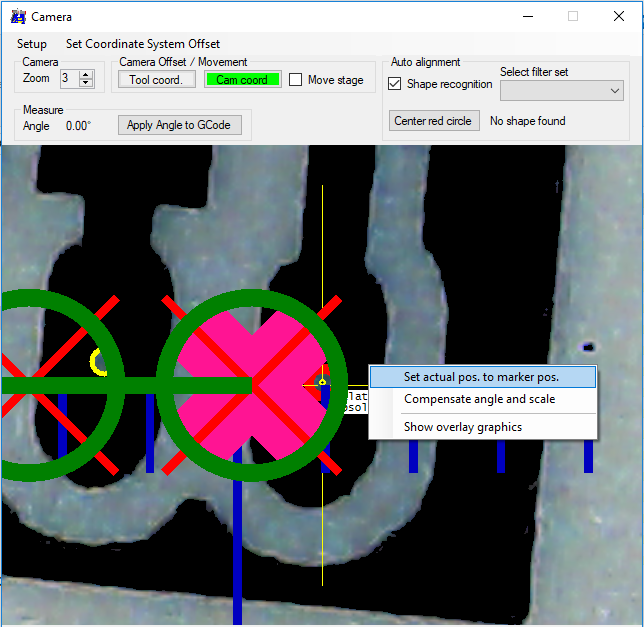 Camera
Setup Set Coordinate System Offset
Camera
Zoom 3
Camera Offset / Movement
Tool coord. Cam coord Move stage
Auto alignment
Shape recognition
Select filter set
Center red circle No shape found
Measure
Angle 0.00° Apply Angle to GCode
Set actual pos. to marker pos.
Compensate angle and scale
Show overlay graphics